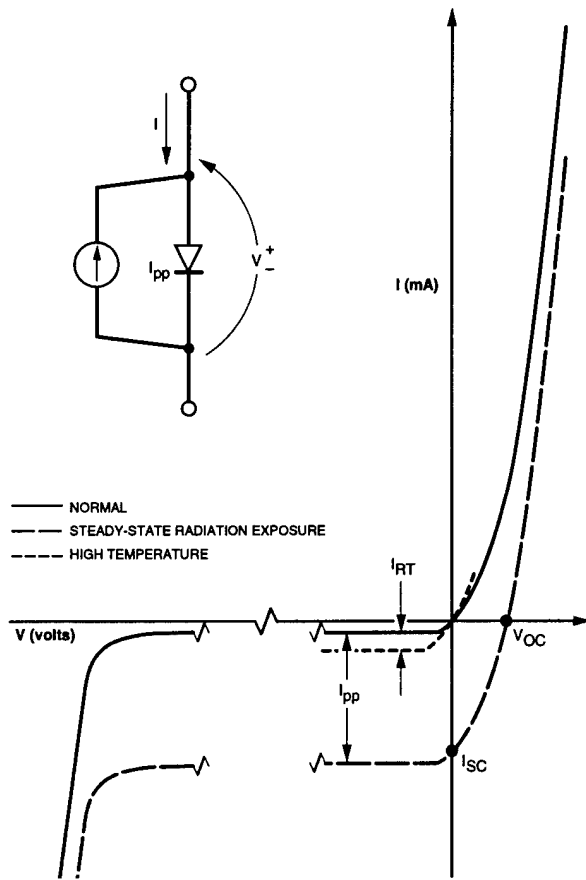 I
I_pp
V
+
−
I (mA)
NORMAL
STEADY-STATE RADIATION EXPOSURE
HIGH TEMPERATURE
I_RT
V (volts)
V_OC
I_pp
I_SC